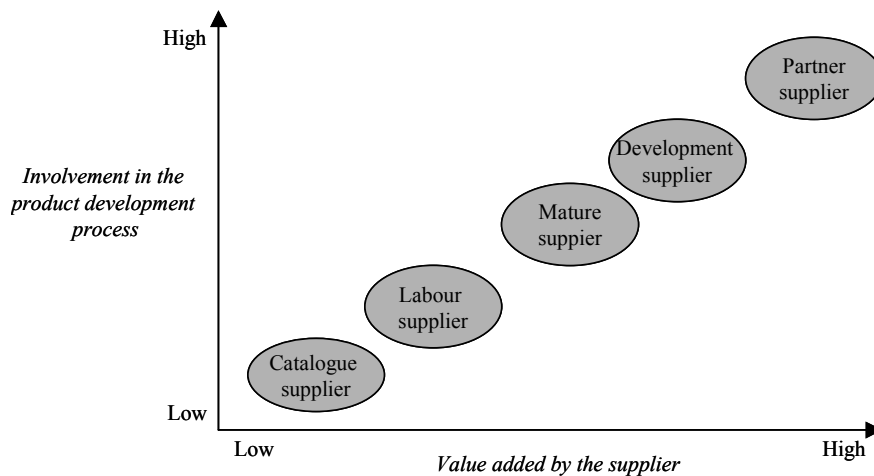 High
Partner
supplier
Development
supplier
Involvement in the
product development
process
Mature
suppier
Labour
supplier
Catalogue
supplier
Low
Low
High
Value added by the supplier